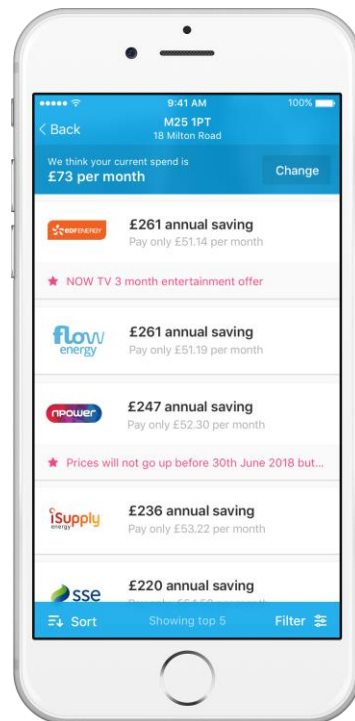 9:41 AM
100%
Back
M25 1PT
18 Milton Road
We think your current spend is
£73 per month
Change
edf ENERGY
£261 annual saving
Pay only £51.14 per month
NOW TV 3 month entertainment offer
flow
energy
£261 annual saving
Pay only £51.19 per month
npower
£247 annual saving
Pay only £52.30 per month
Prices will not go up before 30th June 2018 but...
iSupply
energy
£236 annual saving
Pay only £53.22 per month
sse
£220 annual saving
Sort
Showing top 5
Filter